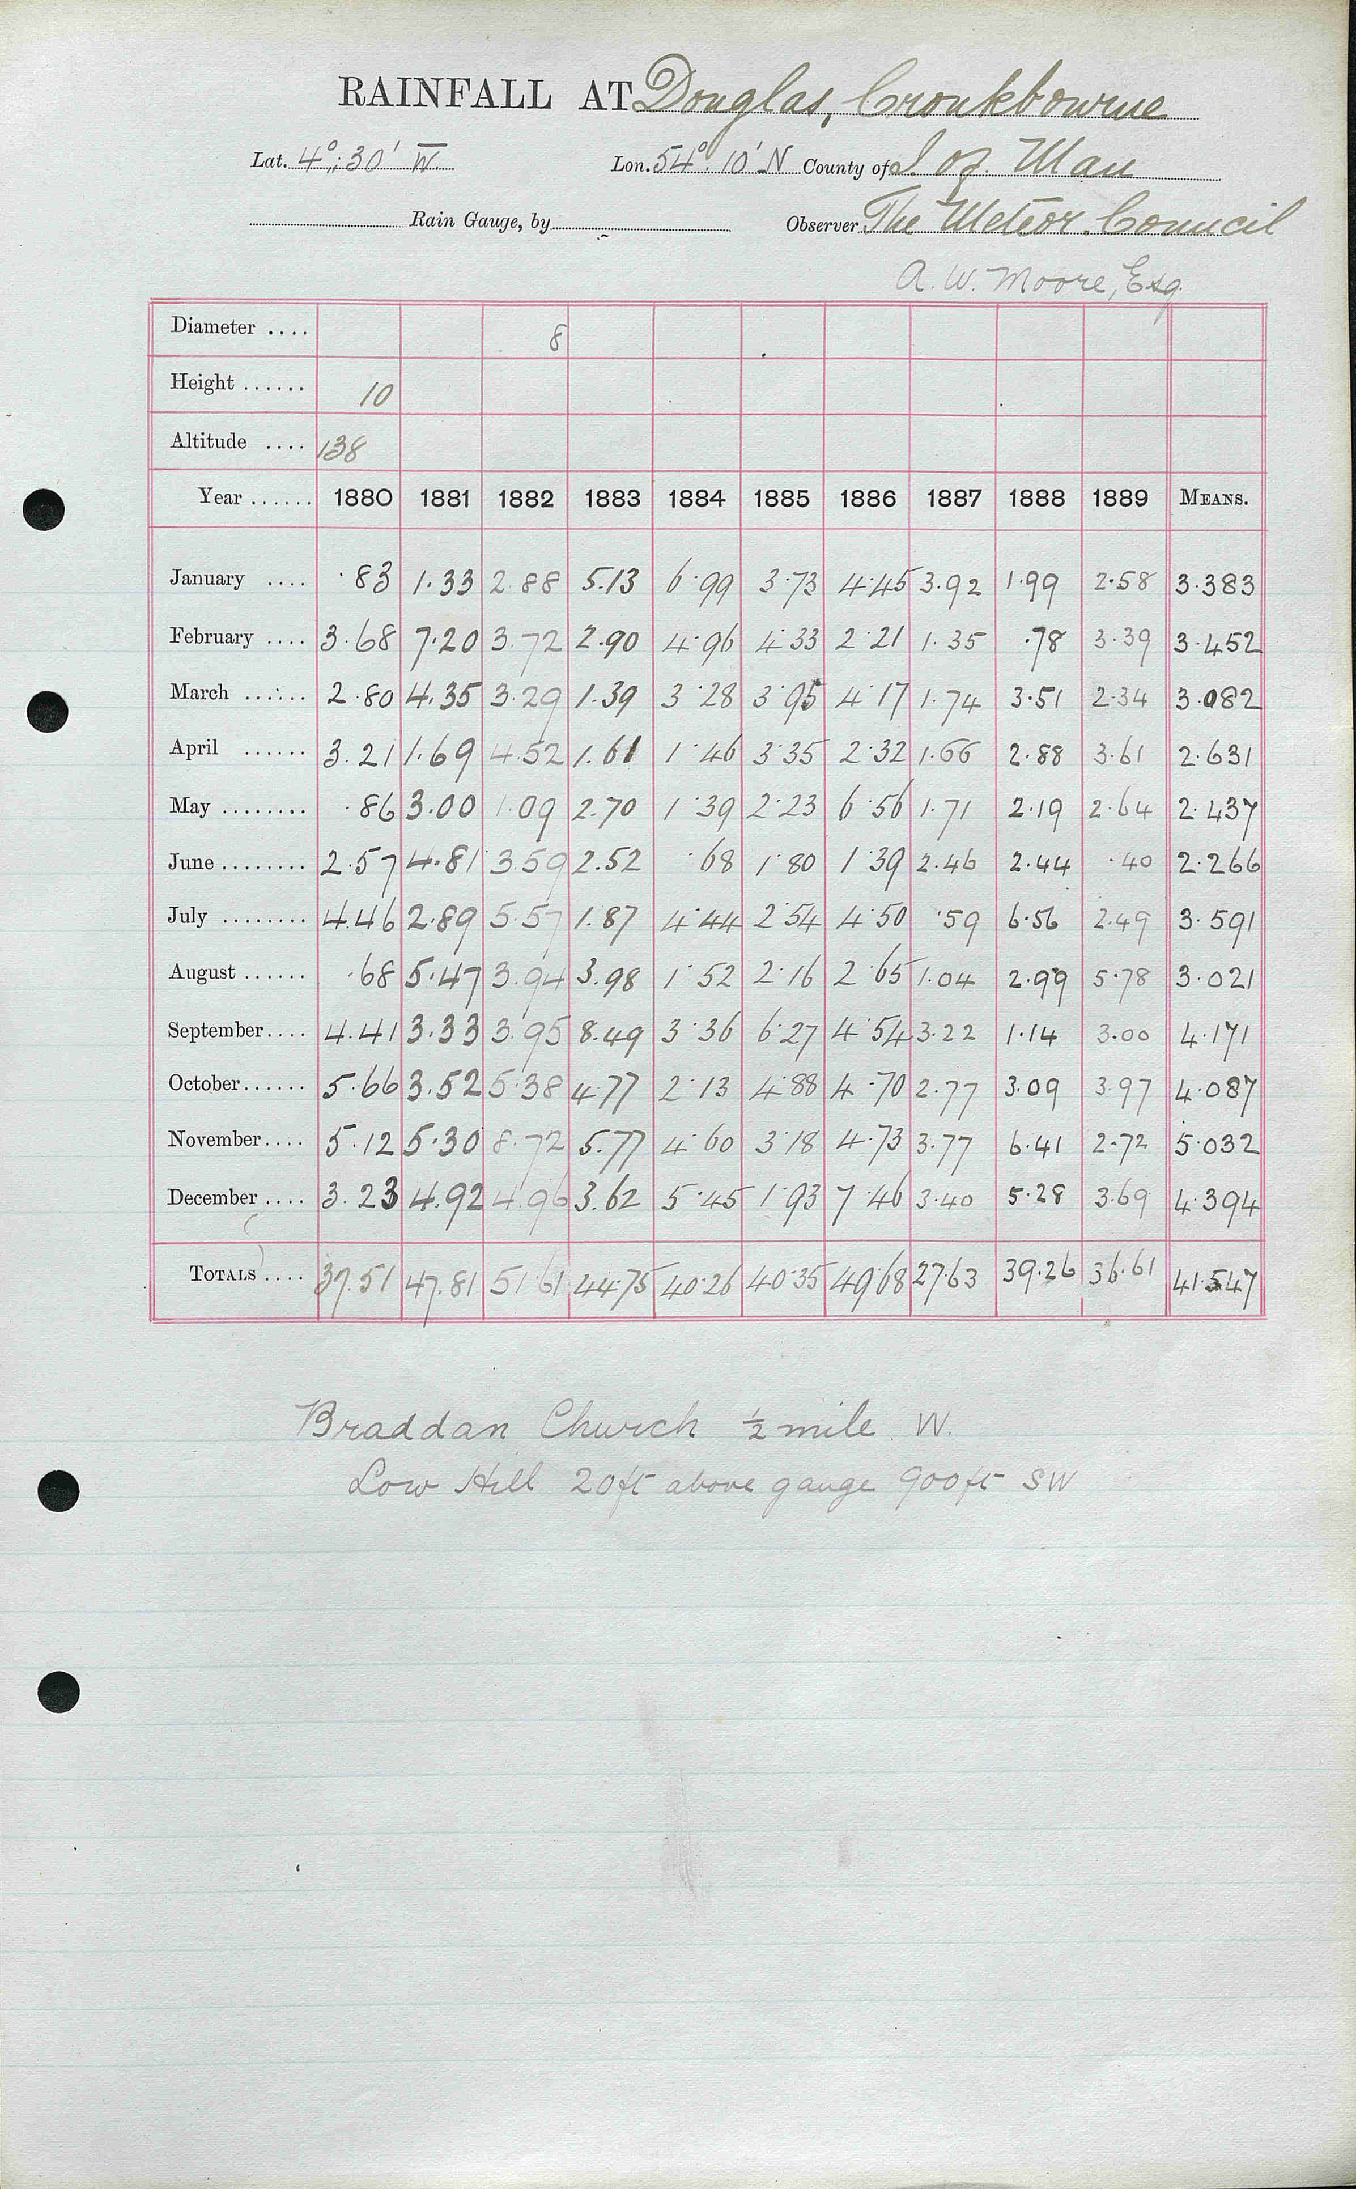 RAINFALL AT Douglas, Cronkbourne
Lat. 4°; 30' W Lon. 54° 10' N County of I. of. Man
Rain Gauge, by Observer The Meteor. Council
A. W. Moore, Esq.
Diameter .... 8
Height ...... 10
Altitude .... 138
Year ...... 1880 1881 1882 1883 1884 1885 1886 1887 1888 1889 MEANS.
January .... .83 1.33 2.88 5.13 6.99 3.73 4.45 3.92 1.99 2.58 3.383
February .... 3.68 7.20 3.72 2.90 4.96 4.33 2.21 1.35 .78 3.39 3.452
March ...... 2.80 4.35 3.29 1.39 3.28 3.95 4.17 1.74 3.51 2.34 3.082
April ...... 3.21 1.69 4.52 1.61 1.46 3.35 2.32 1.66 2.88 3.61 2.631
May ........ .86 3.00 1.09 2.70 1.39 2.23 6.56 1.71 2.19 2.64 2.437
June ........ 2.57 4.81 3.59 2.52 .68 1.80 1.39 2.46 2.44 .40 2.266
July ........ 4.46 2.89 5.57 1.87 4.44 2.54 4.50 .59 6.56 2.49 3.591
August ...... .68 5.47 3.94 3.98 1.52 2.16 2.65 1.04 2.99 5.78 3.021
September .... 4.41 3.33 3.95 8.49 3.36 6.27 4.54 3.22 1.14 3.00 4.171
October ...... 5.66 3.52 5.38 4.77 2.13 4.88 4.70 2.77 3.09 3.97 4.087
November .... 5.12 5.30 8.72 5.77 4.60 3.18 4.73 3.77 6.41 2.72 5.032
December .... 3.23 4.92 4.96 3.62 5.45 1.93 7.46 3.40 5.28 3.69 4.394
TOTALS .... 37.51 47.81 51.61 44.75 40.26 40.35 49.68 27.63 39.26 36.61 41.547
Braddan Church ½ mile W.
Low Hill 20ft above gauge 900ft SW